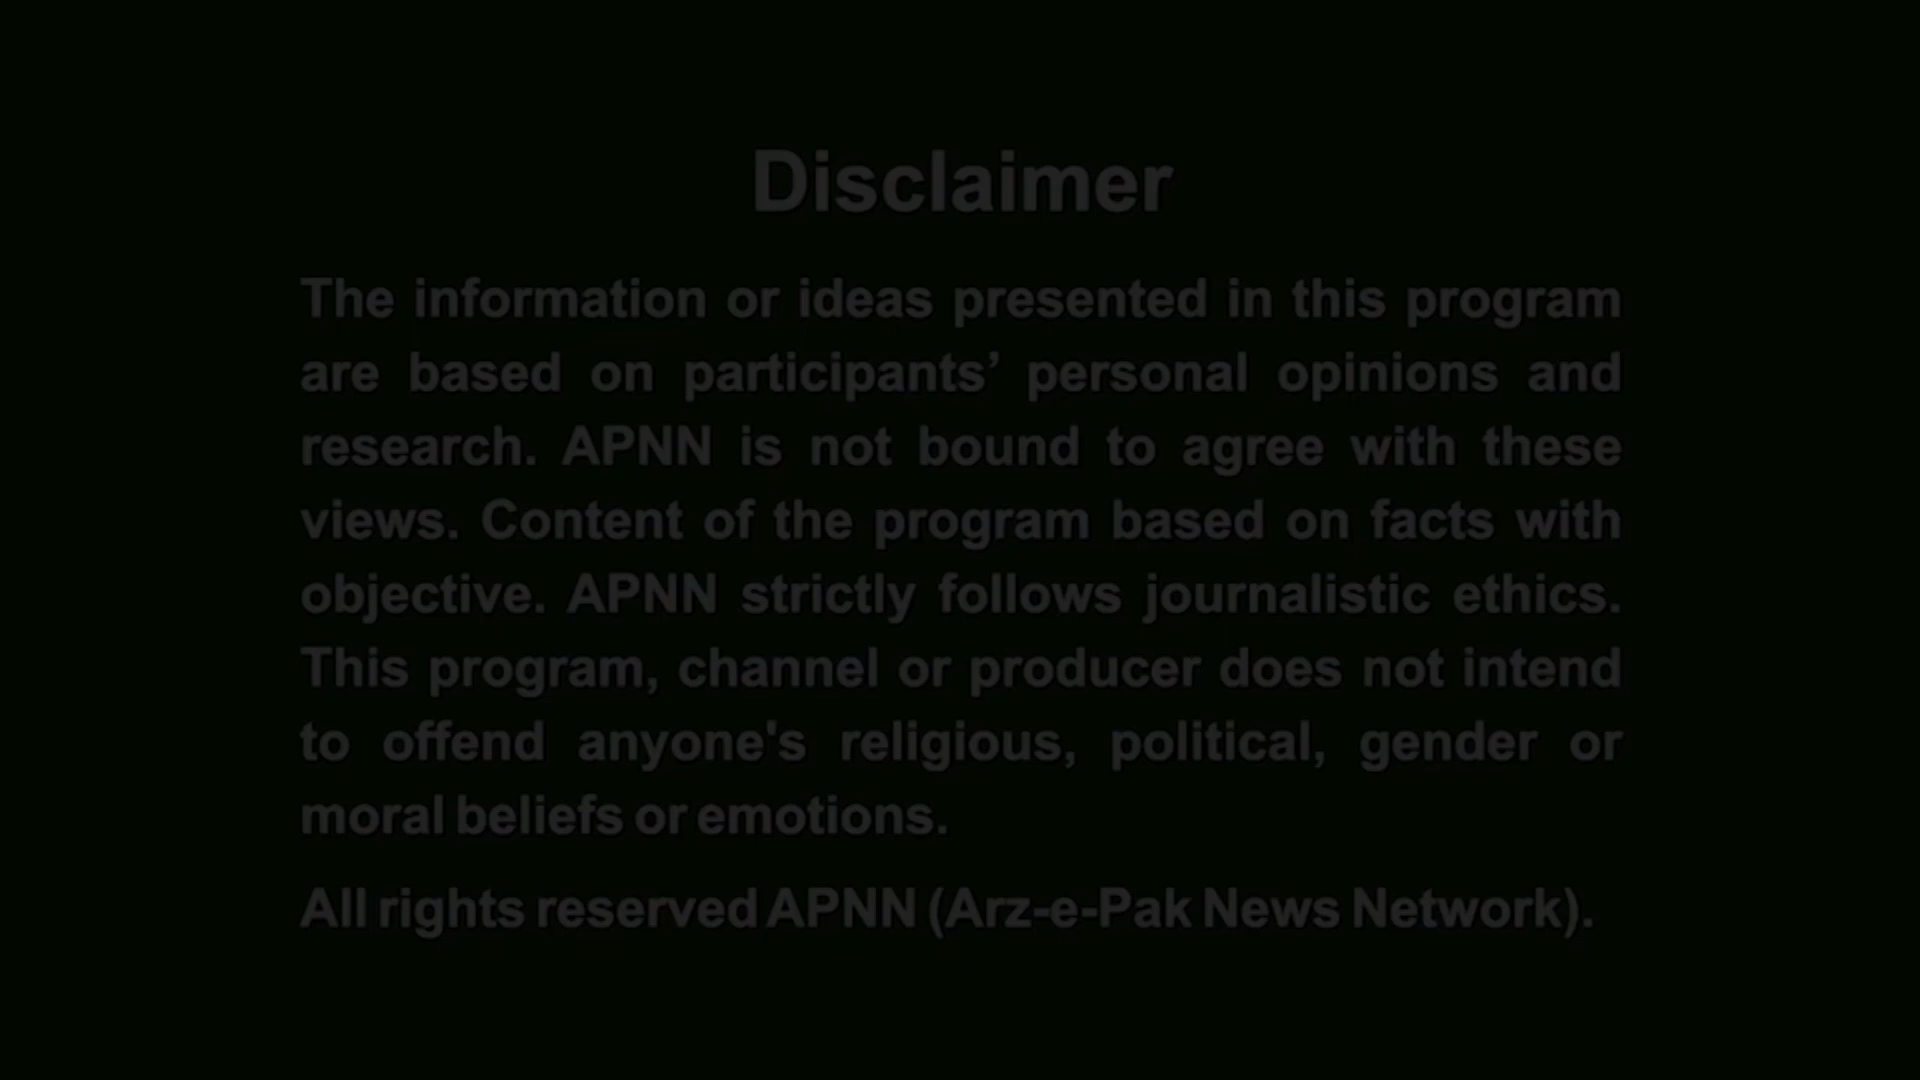 Disclaimer
The information or ideas presented in this program
are based on participants’ personal opinions and
research. APNN is not bound to agree with these
views. Content of the program based on facts with
objective. APNN strictly follows journalistic ethics.
This program, channel or producer does not intend
to offend anyone's religious, political, gender or
moral beliefs or emotions.
All rights reserved APNN (Arz-e-Pak News Network).